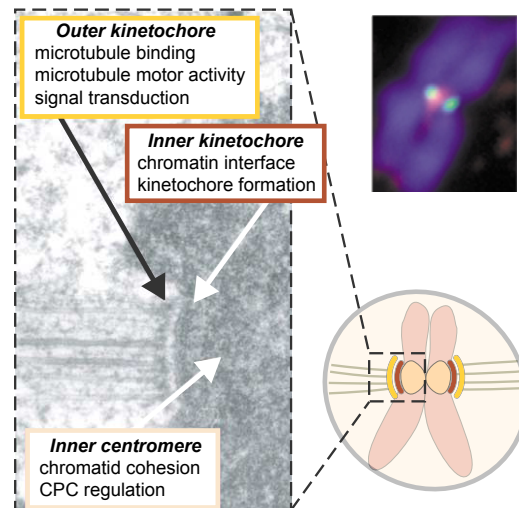 Outer kinetochore
microtubule binding
microtubule motor activity
signal transduction
Inner kinetochore
chromatin interface
kinetochore formation
Inner centromere
chromatid cohesion
CPC regulation